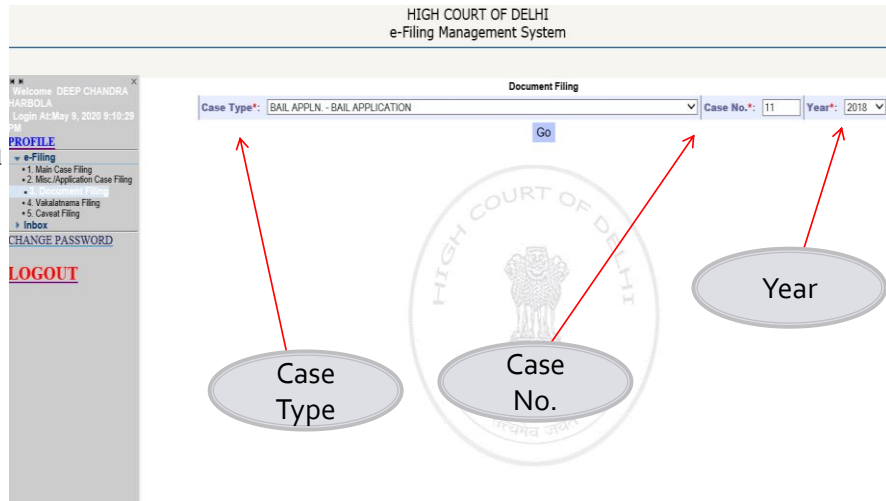 HIGH COURT OF DELHI
e-Filing Management System
Welcome DEEP CHANDRA
HARBOLA
Login At:May 9, 2020 9:10:29
PM
PROFILE
e-Filing
1. Main Case Filing
2. Misc./Application Case Filing
3. Document Filing
4. Vakalatnama Filing
5. Caveat Filing
Inbox
CHANGE PASSWORD
LOGOUT
Document Filing
Case Type*: BAIL APPLN. - BAIL APPLICATION Case No.*: 11 Year*: 2018
Go
HIGH COURT OF DELHI
सत्यमेव जयते
Case
Type
Case
No.
Year